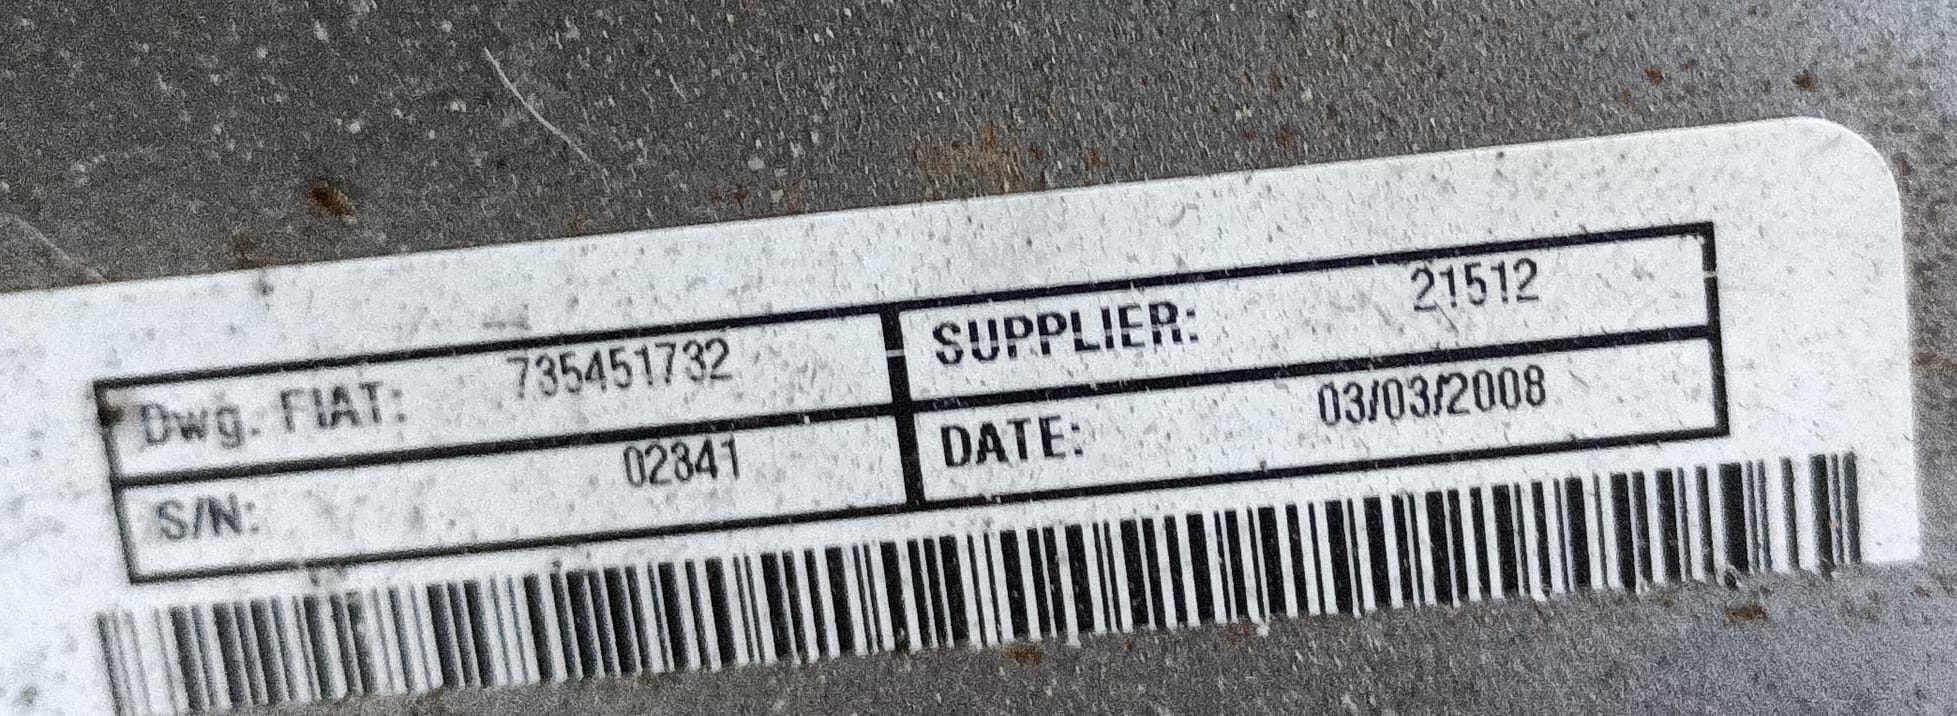 Dwg. FIAT: 735451732 SUPPLIER: 21512
S/N: 02841 DATE: 03/03/2008